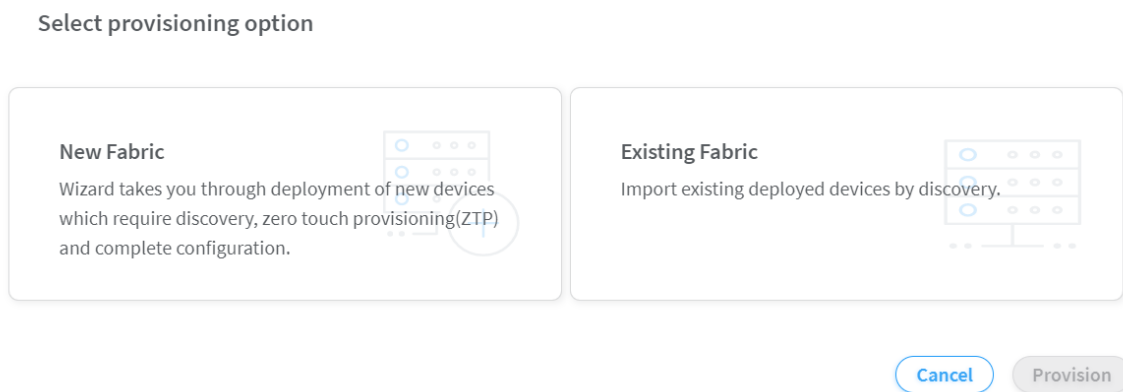 Select provisioning option
New Fabric
Wizard takes you through deployment of new devices
which require discovery, zero touch provisioning(ZTP)
and complete configuration.
Existing Fabric
Import existing deployed devices by discovery.
Cancel
Provision